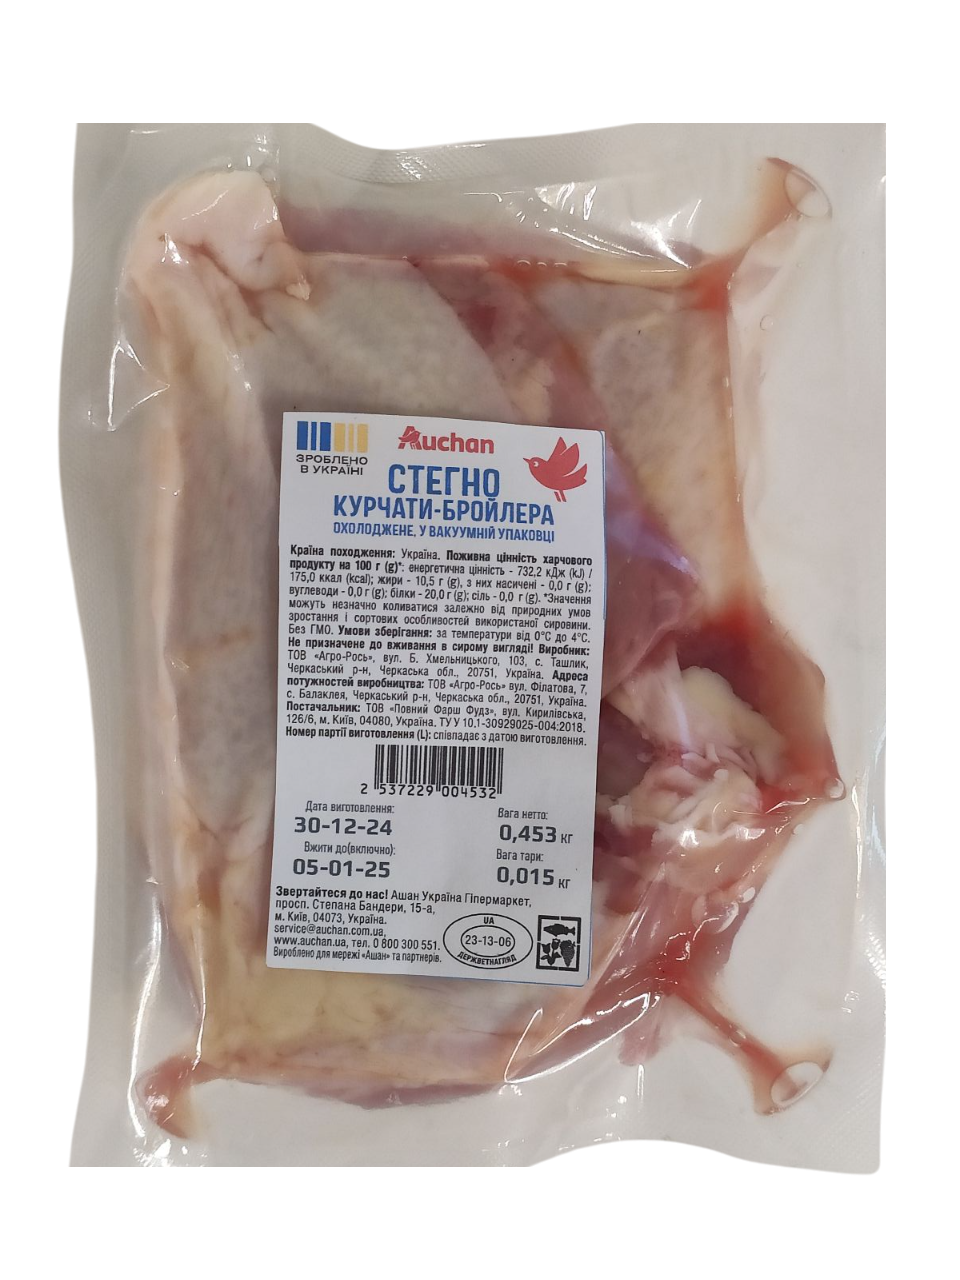 ЗРОБЛЕНО
В УКРАЇНІ
Auchan
СТЕГНО
КУРЧАТИ-БРОЙЛЕРА
ОХОЛОДЖЕНЕ, У ВАКУУМНІЙ УПАКОВЦІ
Країна походження: Україна. Поживна цінність харчового
продукту на 100 г (g)*: енергетична цінність - 732,2 кДж (kJ) /
175,0 ккал (kcal); жири - 10,5 г (g), з них насичені - 0,0 г (g);
вуглеводи - 0,0 г (g); білки - 20,0 г (g); сіль - 0,0 г (g). *Значення
можуть незначно коливатися залежно від природних умов
зростання і сортових особливостей використаної сировини.
Без ГМО. Умови зберігання: за температури від 0°С до 4°С.
Не призначене до вживання в сирому вигляді! Виробник:
ТОВ «Агро-Рось», вул. Б. Хмельницького, 103, с. Ташлик,
Черкаський р-н, Черкаська обл., 20751, Україна. Адреса
потужностей виробництва: ТОВ «Агро-Рось» вул. Філатова, 7,
с. Балаклея, Черкаський р-н, Черкаська обл., 20751, Україна.
Постачальник: ТОВ «Повний Фарш Фудз», вул. Кирилівська,
126/6, м. Київ, 04080, Україна. ТУ У 10.1-30929025-004:2018.
Номер партії виготовлення (L): співпадає з датою виготовлення.
2 537229 004532
Дата виготовлення:
30-12-24
Вжити до(включно):
05-01-25
Вага нетто:
0,453 кг
Вага тари:
0,015 кг
Звертайтеся до нас! Ашан Україна Гіпермаркет,
просп. Степана Бандери, 15-а,
м. Київ, 04073, Україна.
service@auchan.com.ua,
www.auchan.ua, тел. 0 800 300 551.
Вироблено для мережі «Ашан» та партнерів.
UA
23-13-06
ДЕРЖВЕТНАГЛЯД